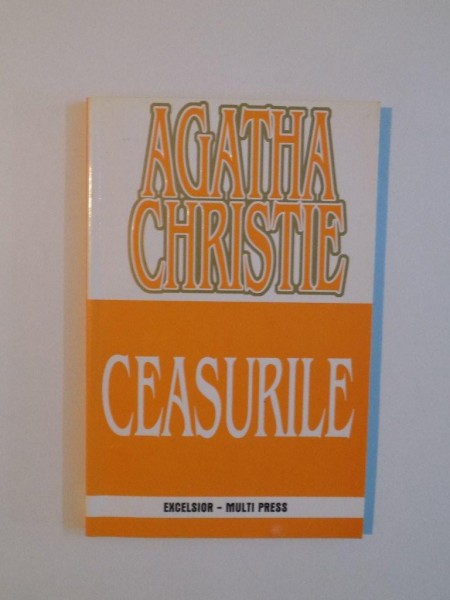 AGATHA
CHRISTIE
CEASURILE
EXCELSIOR - MULTI PRESS